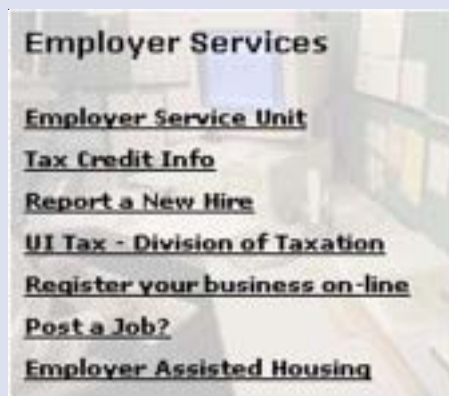 Employer Services
Employer Service Unit
Tax Credit Info
Report a New Hire
UI Tax - Division of Taxation
Register your business on-line
Post a Job?
Employer Assisted Housing